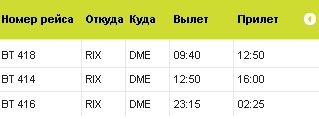 Номер рейса Откуда Куда Вылет Прилет
BT 418 RIX DME 09:40 12:50
BT 414 RIX DME 12:50 16:00
BT 416 RIX DME 23:15 02:25